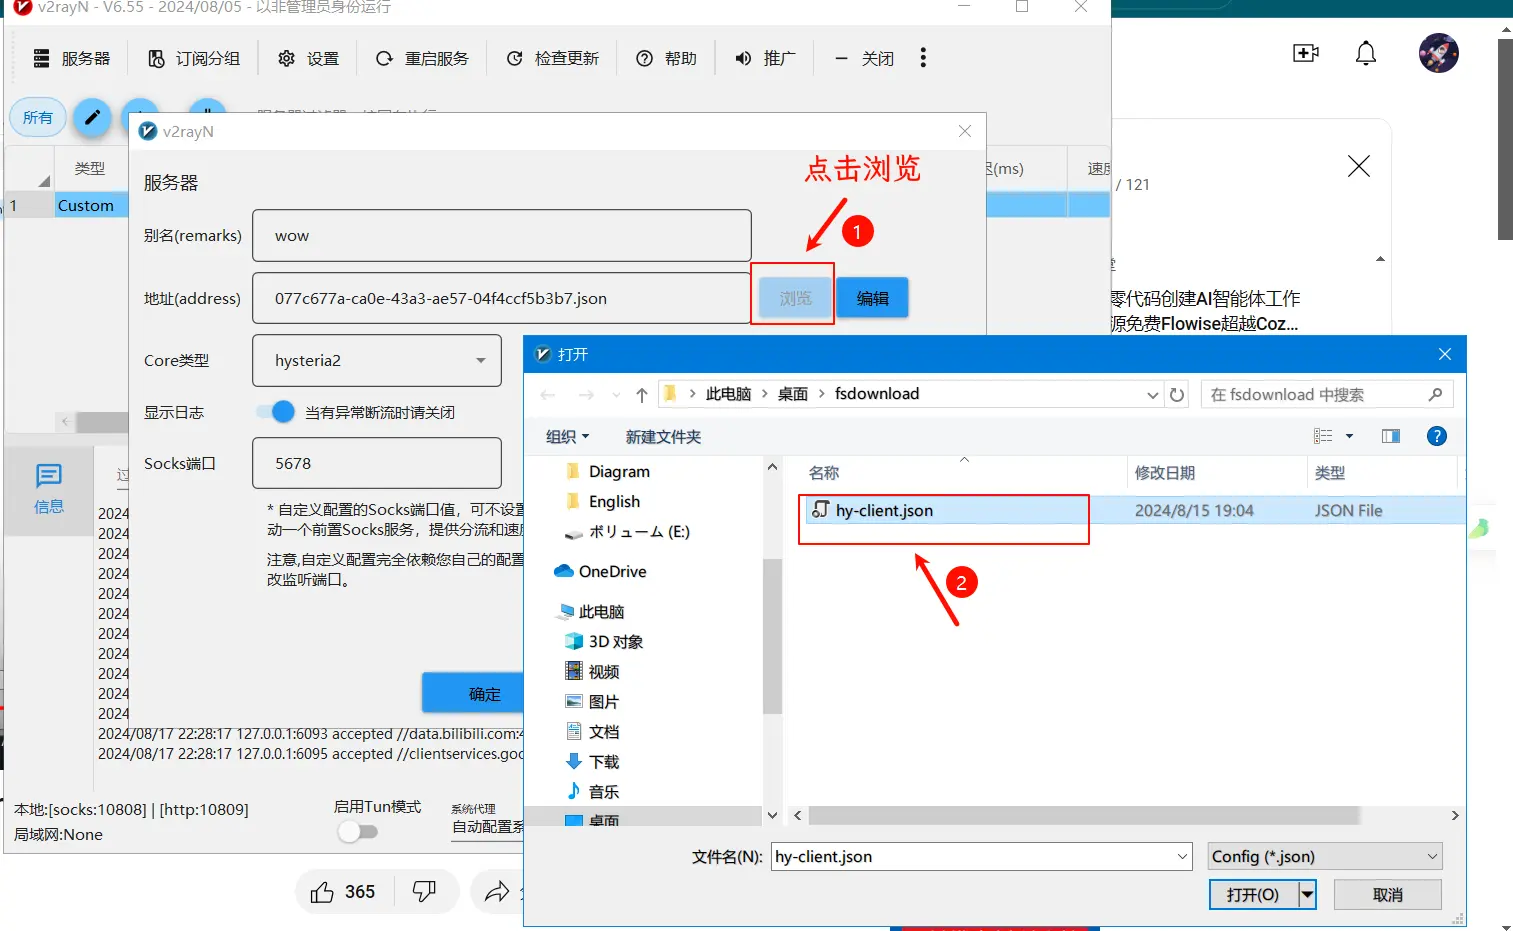 v2rayN - V6.55 - 2024/08/05 - 以非管理员身份运行
服务器
订阅分组
设置
重启服务
检查更新
帮助
推广
关闭
所有
类型
(ms)
速度
1
Custom
v2rayN
服务器
点击浏览
1
别名(remarks)
wow
地址(address)
077c677a-ca0e-43a3-ae57-04f4ccf5b3b7.json
浏览
编辑
Core类型
hysteria2
显示日志
当有异常断流时请关闭
Socks端口
5678
* 自定义配置的Socks端口值，可不设置
动一个前置Socks服务，提供分流和速度
注意,自定义配置完全依赖您自己的配置
改监听端口。
确定
/ 121
零代码创建AI智能体工作
源免费Flowise超越Coz...
信息
2024
2024
2024
2024
2024
2024
2024
2024
2024
2024
2024
2024/08/17 22:28:17 127.0.0.1:6093 accepted //data.bilibili.com:4
2024/08/17 22:28:17 127.0.0.1:6095 accepted //clientservices.goo
本地:[socks:10808] | [http:10809]
局域网:None
启用Tun模式
系统代理
自动配置系
365
打开
此电脑
桌面
fsdownload
在 fsdownload 中搜索
组织
新建文件夹
名称
修改日期
类型
hy-client.json
2024/8/15 19:04
JSON File
2
Diagram
English
ボリューム (E:)
OneDrive
此电脑
3D 对象
视频
图片
文档
下载
音乐
桌面
文件名(N):
hy-client.json
Config (*.json)
打开(O)
取消